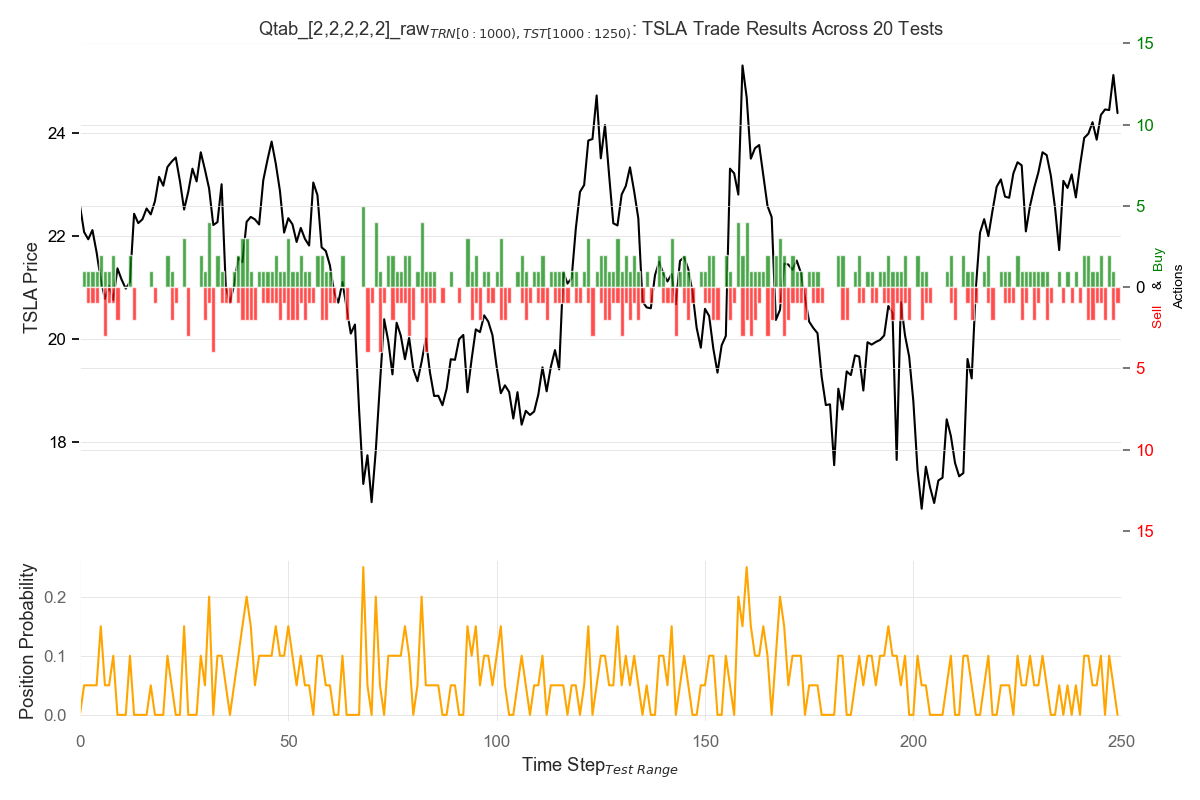 Qtab_[2,2,2,2,2]_raw_TRN[0:1000),TST[1000:1250): TSLA Trade Results Across 20 Tests
TSLA Price
24
22
20
18
15
10
5
0
5
10
15
Sell & Buy
Actions
Position Probability
0.2
0.1
0.0
0 50 100 150 200 250
Time Step Test Range